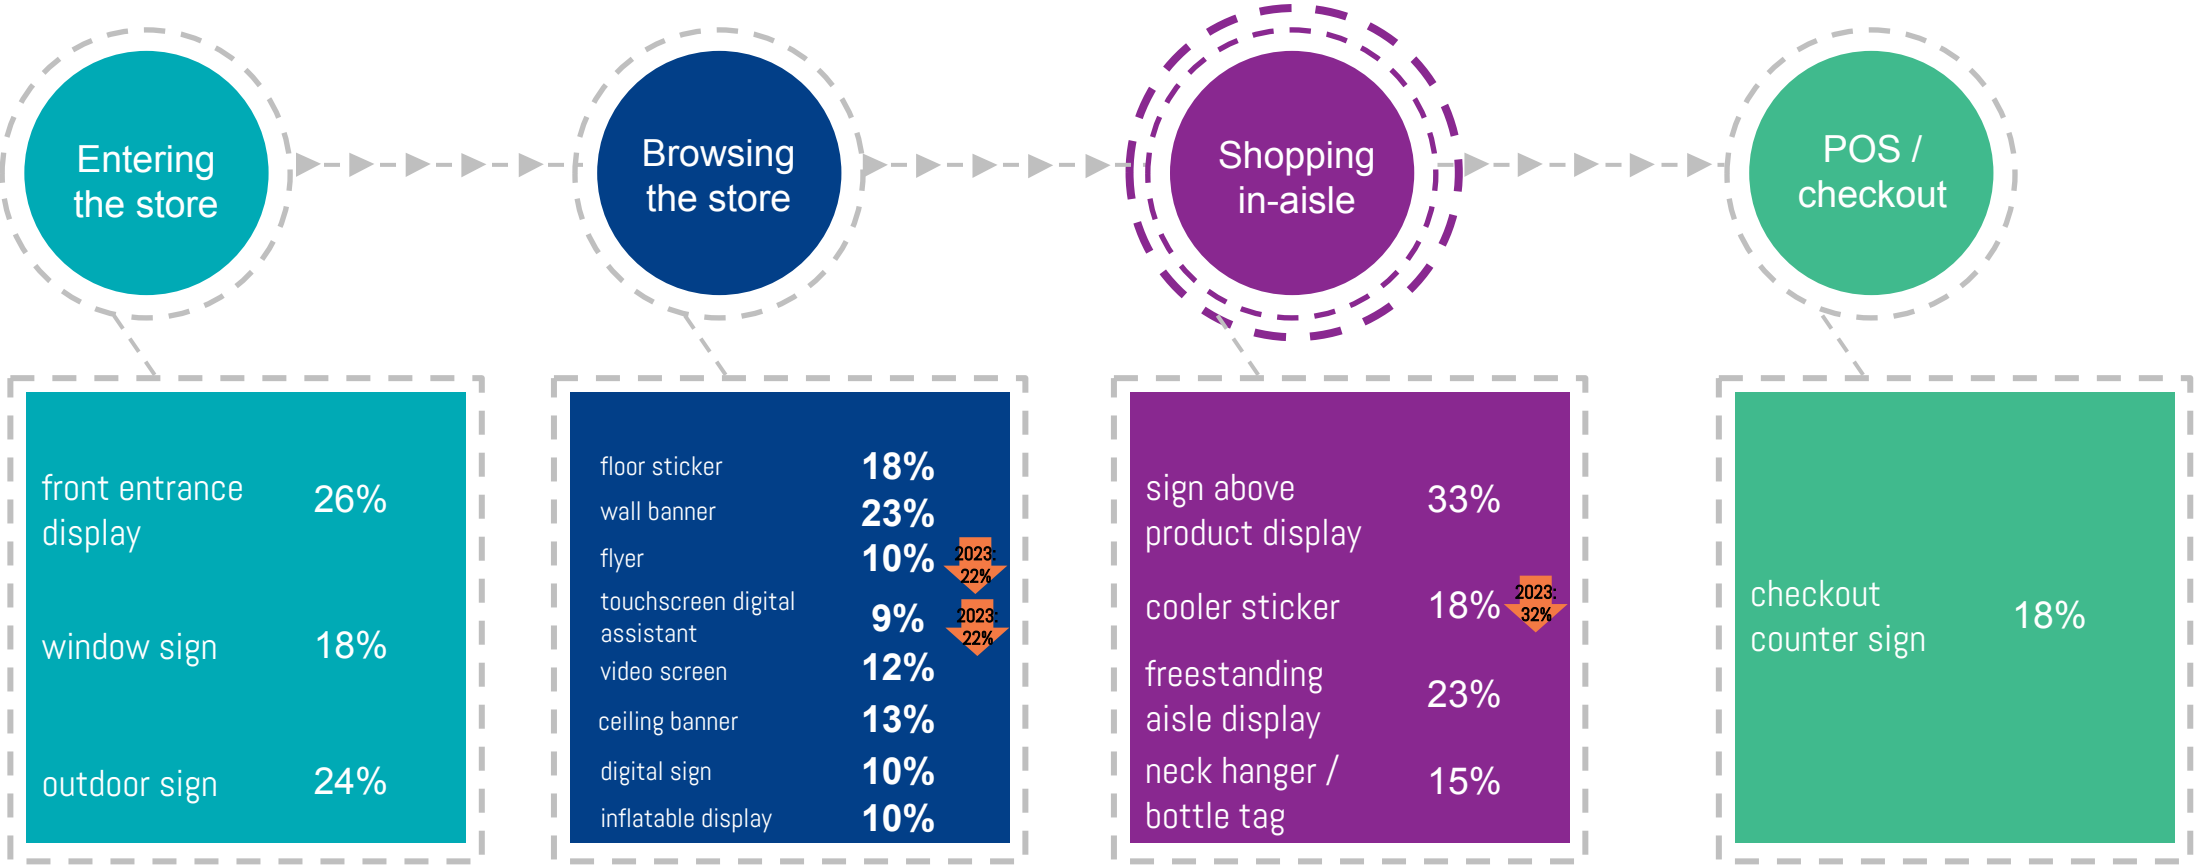 Entering
the store
Browsing
the store
Shopping
in-aisle
POS /
checkout
front entrance
display
26%
window sign
18%
outdoor sign
24%
floor sticker
18%
wall banner
23%
flyer
10%
2023:
22%
touchscreen digital
assistant
9%
2023:
22%
video screen
12%
ceiling banner
13%
digital sign
10%
inflatable display
10%
sign above
product display
33%
cooler sticker
18%
2023:
32%
freestanding
aisle display
23%
neck hanger /
bottle tag
15%
checkout
counter sign
18%